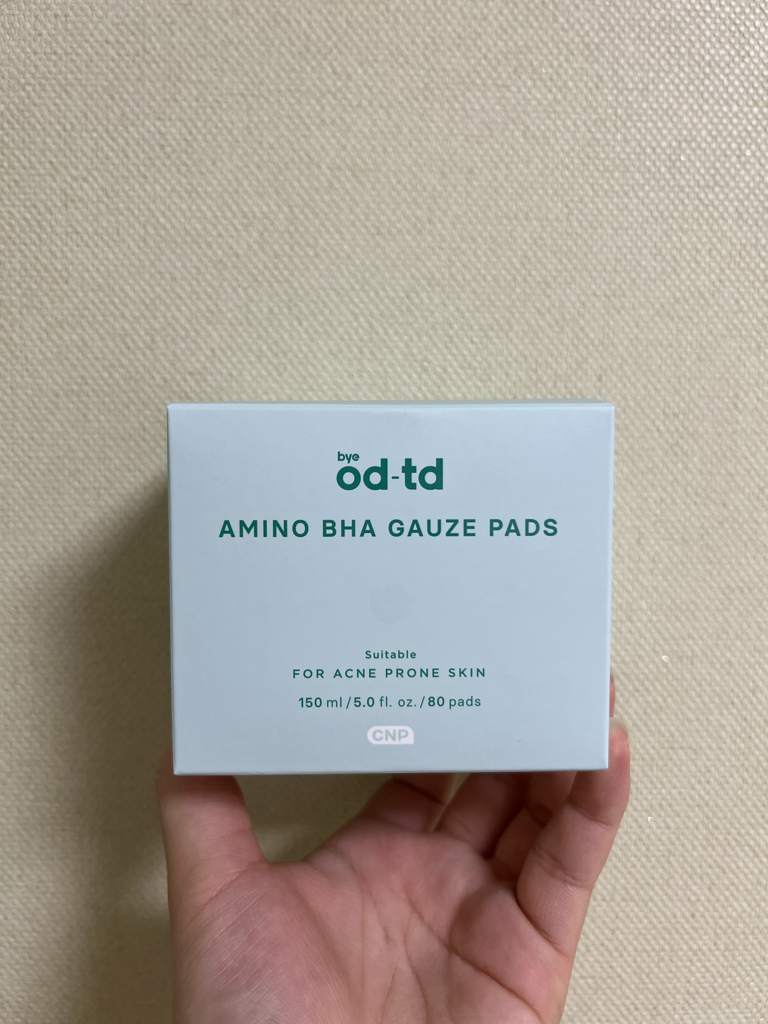 bye
od-td
AMINO BHA GAUZE PADS
Suitable
FOR ACNE PRONE SKIN
150 ml / 5.0 fl. oz. / 80 pads
CNP